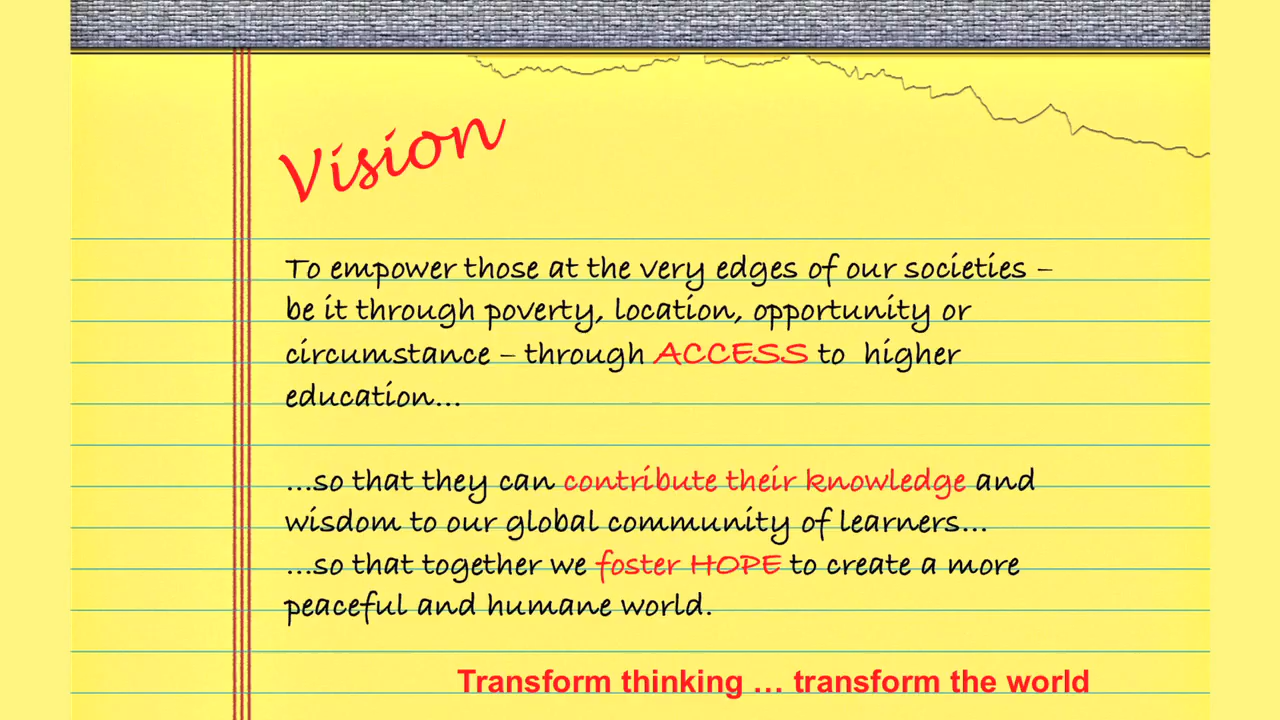 Vision
To empower those at the very edges of our societies –
be it through poverty, location, opportunity or
circumstance – through ACCESS to higher
education...
...so that they can contribute their knowledge and
wisdom to our global community of learners...
...so that together we foster HOPE to create a more
peaceful and humane world.
Transform thinking ... transform the world